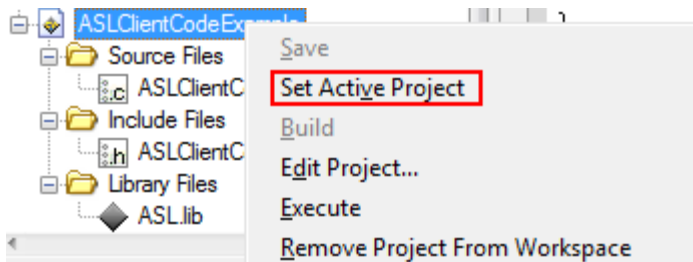 ASLClientCodeExample
Source Files
.c ASLClientC
Include Files
.h ASLClientC
Library Files
ASL.lib
Save
Set Active Project
Build
Edit Project...
Execute
Remove Project From Workspace